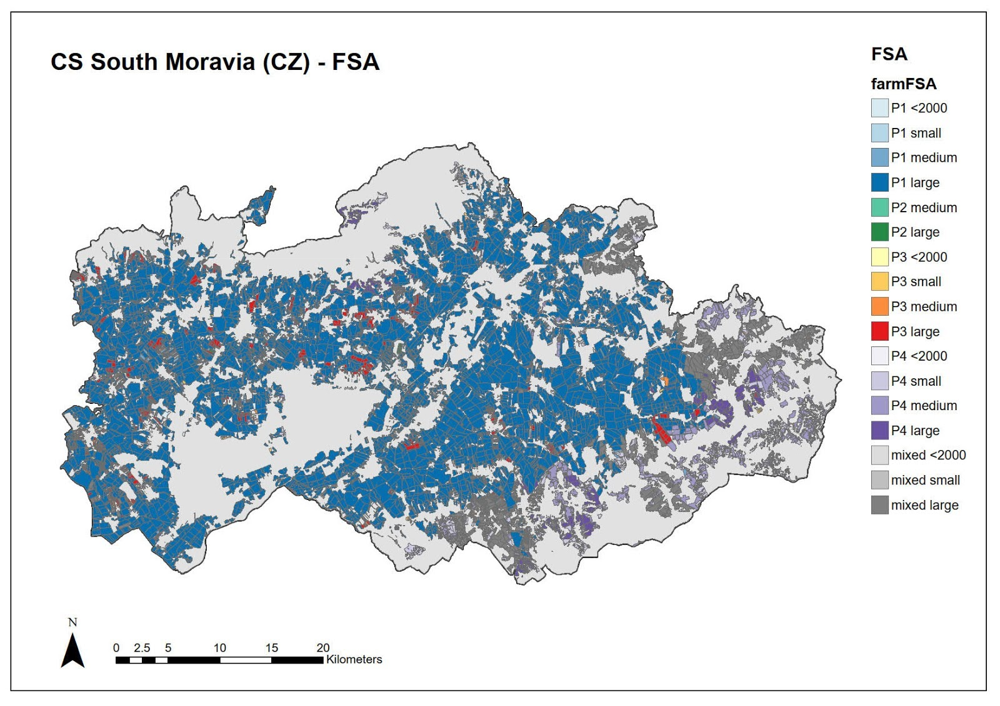 CS South Moravia (CZ) - FSA
FSA
farmFSA
P1 <2000
P1 small
P1 medium
P1 large
P2 medium
P2 large
P3 <2000
P3 small
P3 medium
P3 large
P4 <2000
P4 small
P4 medium
P4 large
mixed <2000
mixed small
mixed large
N
0 2.5 5 10 15 20
Kilometers